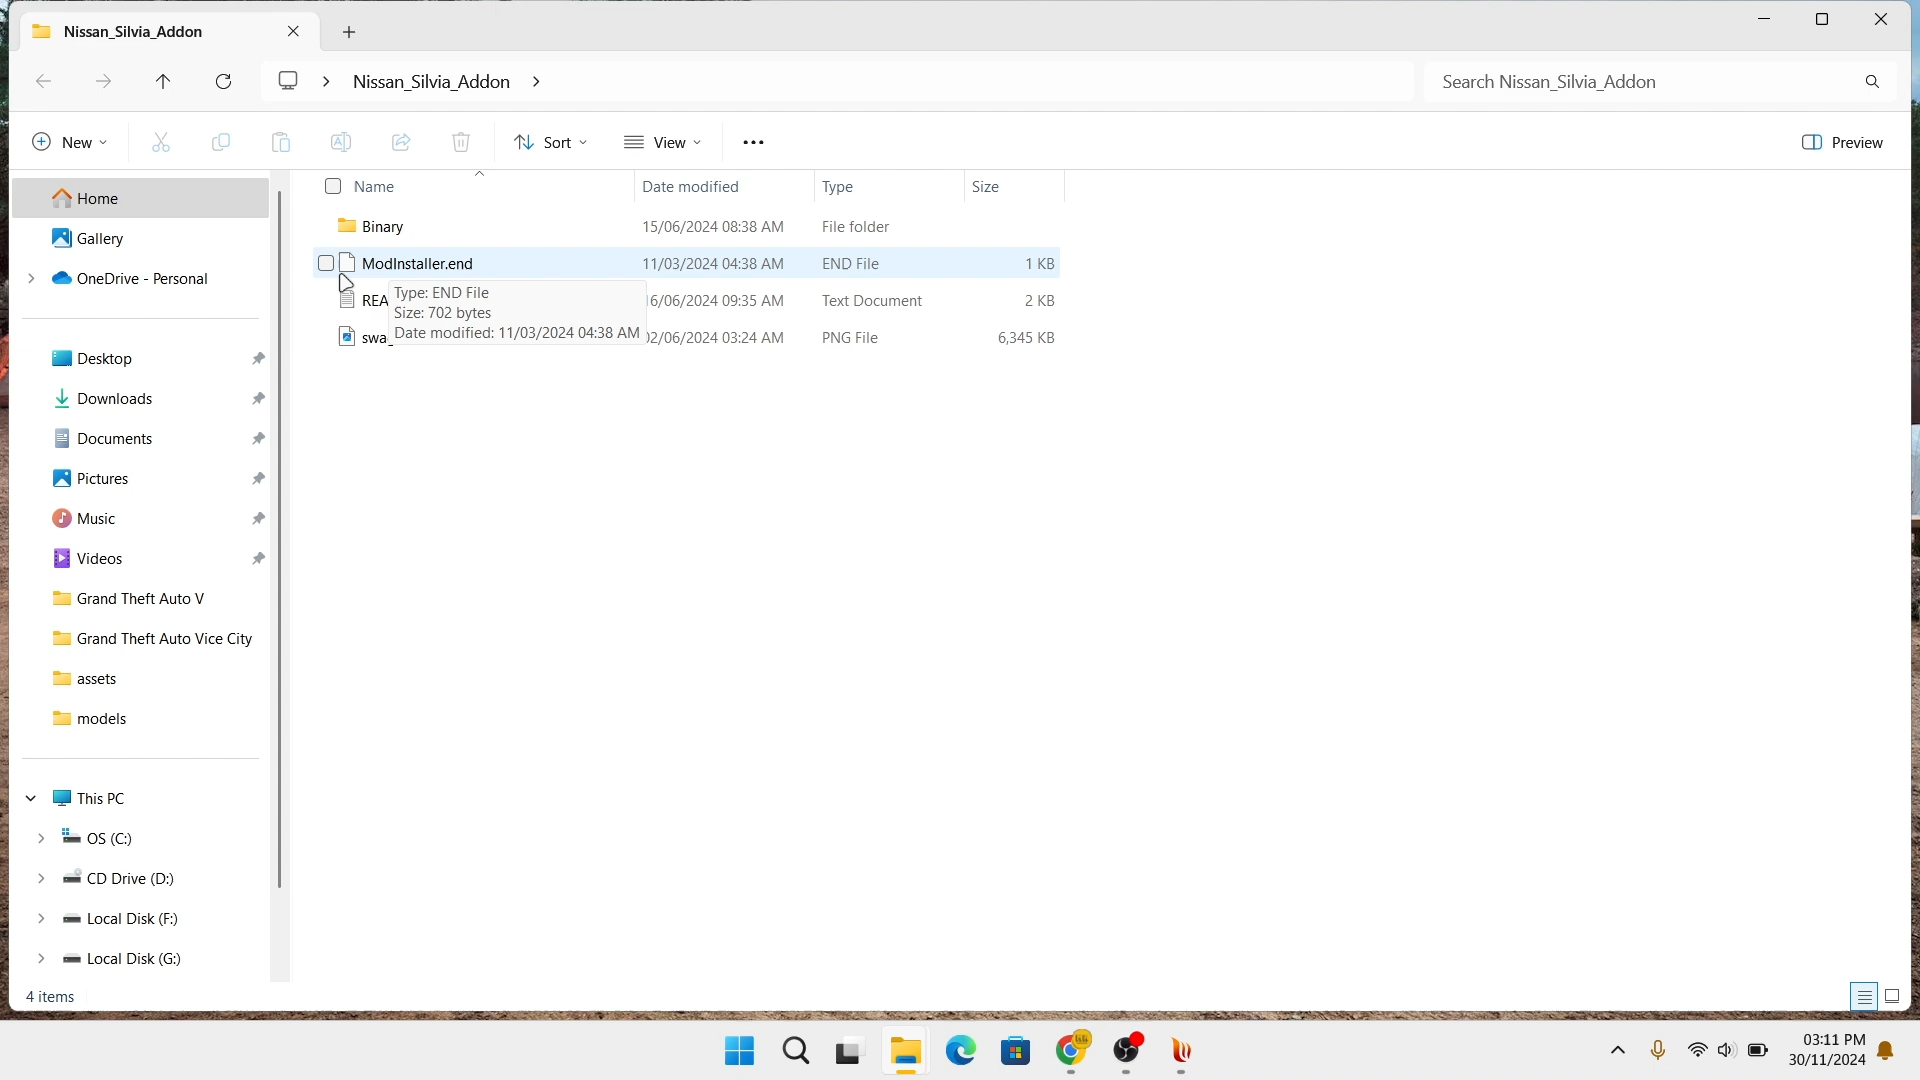 Nissan_Silvia_Addon
Nissan_Silvia_Addon
Search Nissan_Silvia_Addon
New
Sort
View
Preview
Home
Gallery
OneDrive - Personal
Desktop
Downloads
Documents
Pictures
Music
Videos
Grand Theft Auto V
Grand Theft Auto Vice City
assets
models
This PC
OS (C:)
CD Drive (D:)
Local Disk (F:)
Local Disk (G:)
Name Date modified Type Size
Binary 15/06/2024 08:38 AM File folder
ModInstaller.end 11/03/2024 04:38 AM END File 1 KB
REA 16/06/2024 09:35 AM Text Document 2 KB
Type: END File
Size: 702 bytes
Date modified: 11/03/2024 04:38 AM
02/06/2024 03:24 AM PNG File 6,345 KB
4 items
03:11 PM
30/11/2024